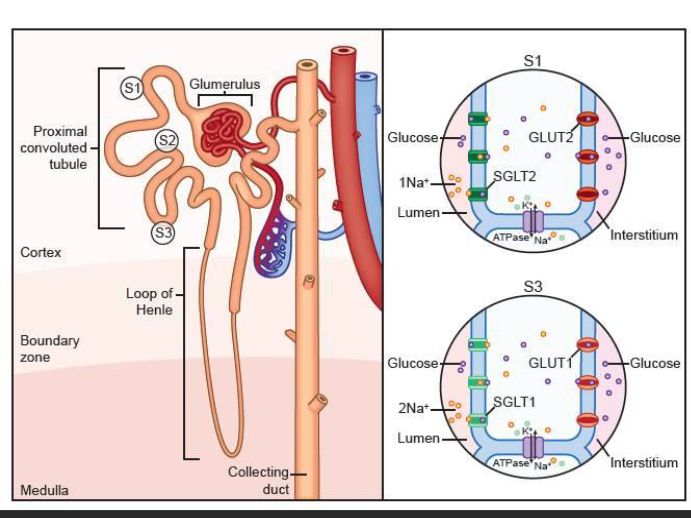 S1
Glumerulus
Proximal
convoluted
tubule
S2
S3
Cortex
Loop of
Henle
Boundary
zone
Collecting
duct
Medulla
S1
Glucose
GLUT2
Glucose
1Na⁺
SGLT2
Lumen
K⁺
ATPase
Na⁺
Interstitium
S3
Glucose
GLUT1
Glucose
2Na⁺
SGLT1
Lumen
K⁺
ATPase
Na⁺
Interstitium